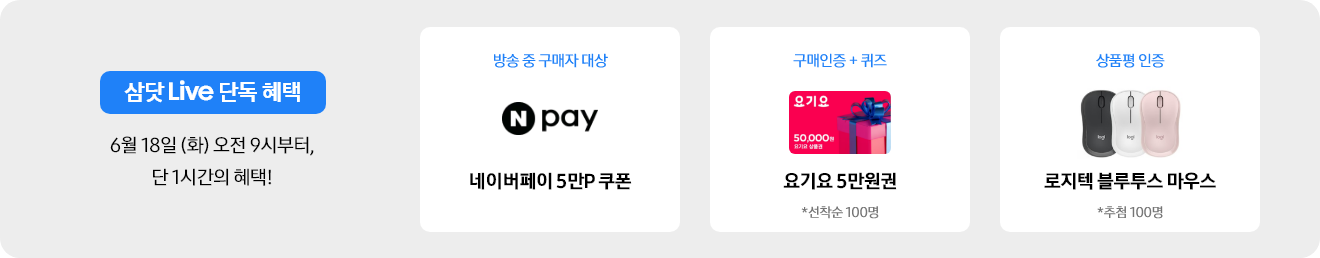 삼닷 Live 단독 혜택
6월 18일 (화) 오전 9시부터,
단 1시간의 혜택!
방송 중 구매자 대상
N pay
네이버페이 5만P 쿠폰
구매인증 + 퀴즈
요기요
50,000원
요기요 상품권
요기요 5만원권
*선착순 100명
상품평 인증
logi logi logi
로지텍 블루투스 마우스
*추첨 100명